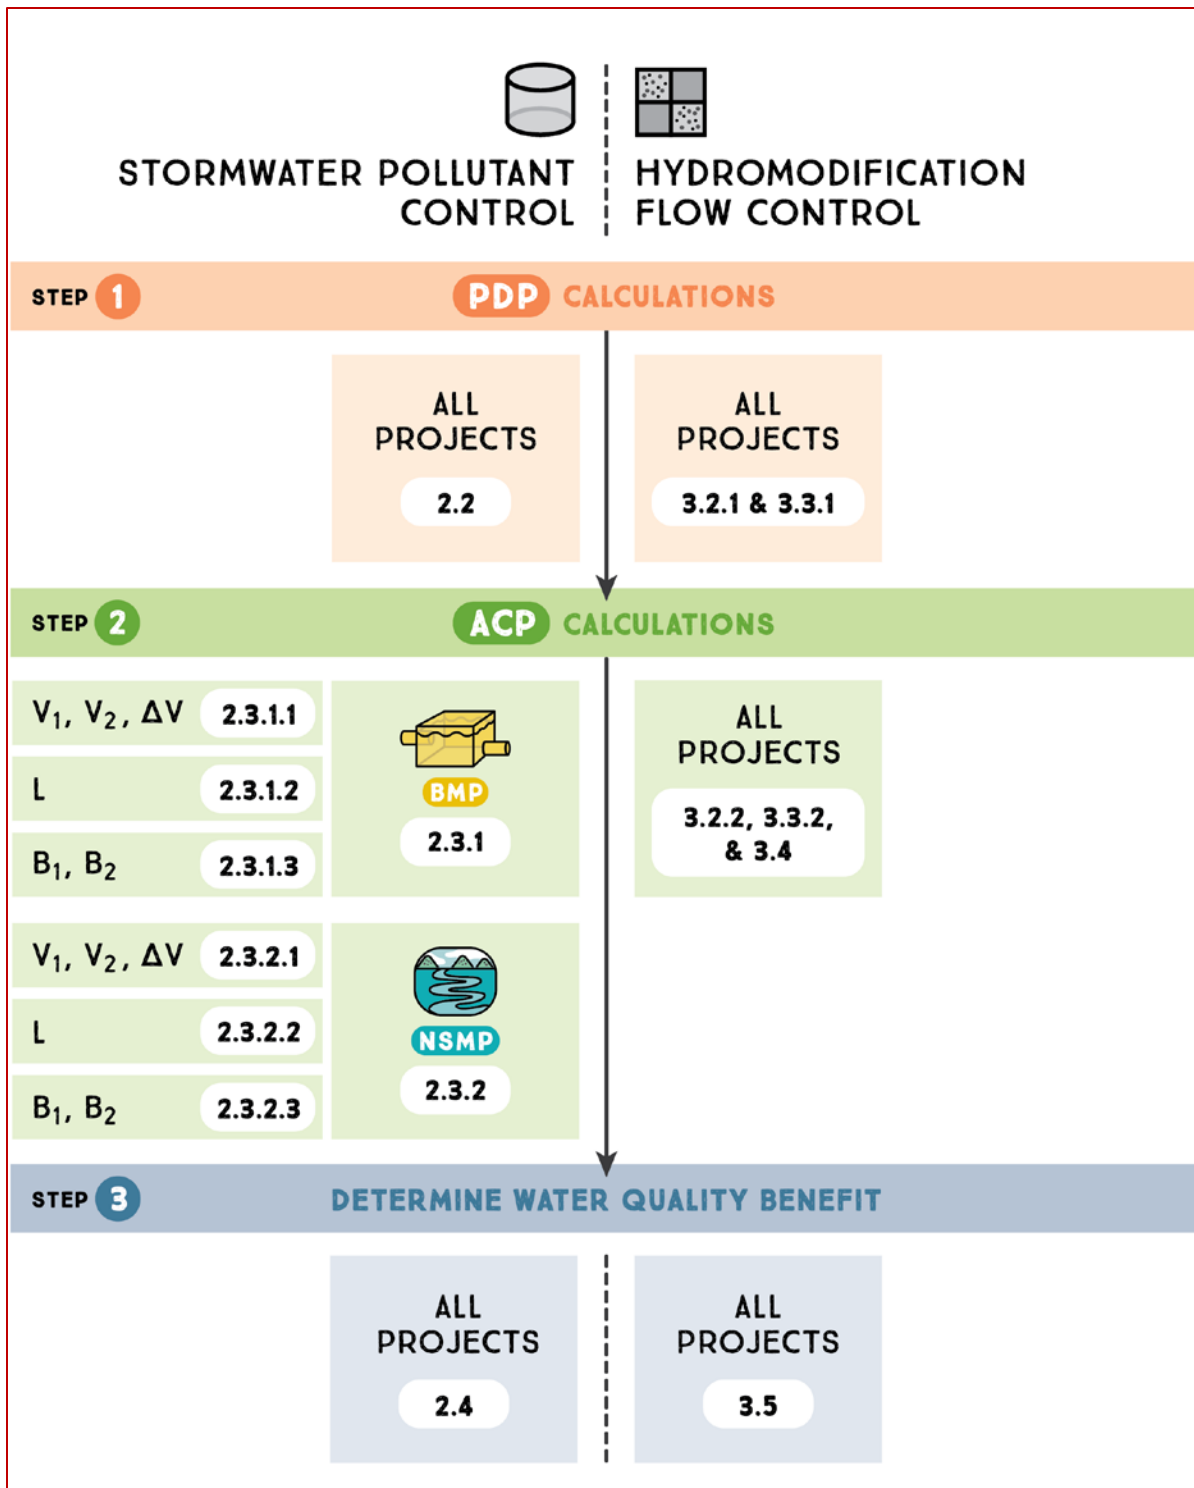 STORMWATER POLLUTANT
CONTROL
HYDROMODIFICATION
FLOW CONTROL
STEP 1 PDP CALCULATIONS
ALL
PROJECTS
2.2
ALL
PROJECTS
3.2.1 & 3.3.1
STEP 2 ACP CALCULATIONS
V₁, V₂, ΔV 2.3.1.1
L 2.3.1.2
B₁, B₂ 2.3.1.3
BMP
2.3.1
ALL
PROJECTS
3.2.2, 3.3.2,
& 3.4
V₁, V₂, ΔV 2.3.2.1
L 2.3.2.2
B₁, B₂ 2.3.2.3
NSMP
2.3.2
STEP 3 DETERMINE WATER QUALITY BENEFIT
ALL
PROJECTS
2.4
ALL
PROJECTS
3.5